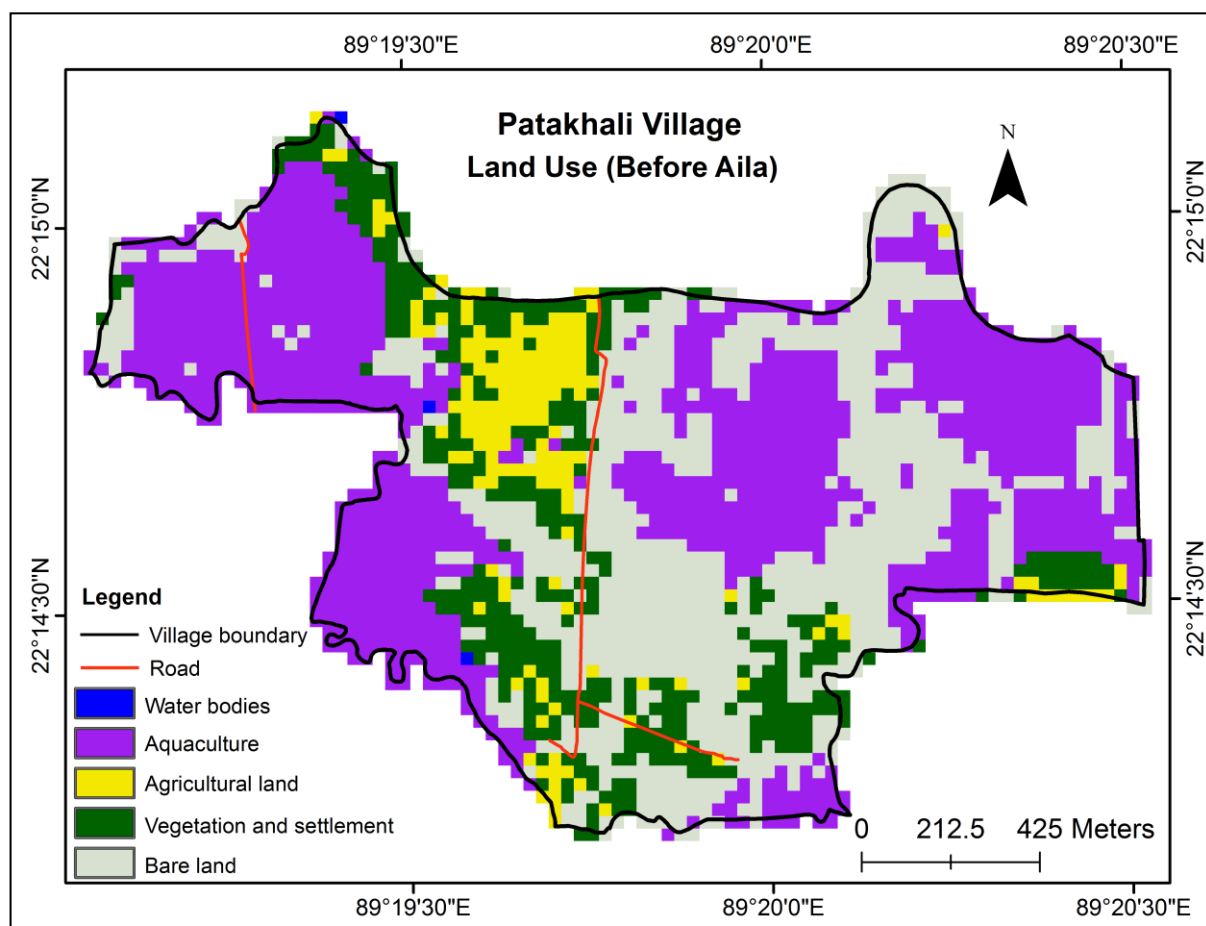 89°19'30"E 89°20'0"E 89°20'30"E
Patakhali Village
Land Use (Before Aila)
N
22°15'0"N
22°15'0"N
22°14'30"N
22°14'30"N
Legend
Village boundary
Road
Water bodies
Aquaculture
Agricultural land
Vegetation and settlement
Bare land
0 212.5 425 Meters
89°19'30"E 89°20'0"E 89°20'30"E